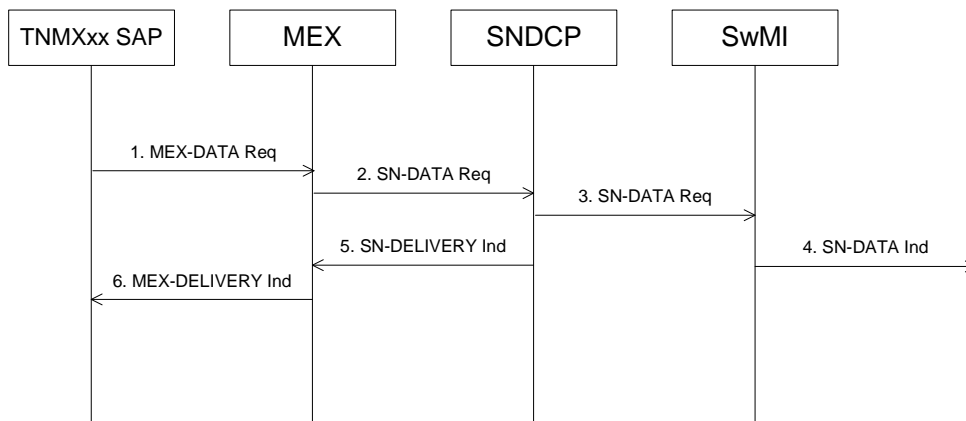 TNMXxx SAP
MEX
SNDCP
SwMI
1. MEX-DATA Req
2. SN-DATA Req
3. SN-DATA Req
5. SN-DELIVERY Ind
4. SN-DATA Ind
6. MEX-DELIVERY Ind